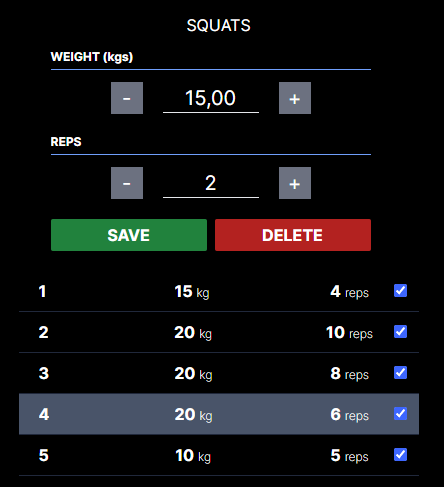 SQUATS
WEIGHT (kgs)
- 15,00 +
REPS
- 2 +
SAVE DELETE
1 15 kg 4 reps
2 20 kg 10 reps
3 20 kg 8 reps
4 20 kg 6 reps
5 10 kg 5 reps